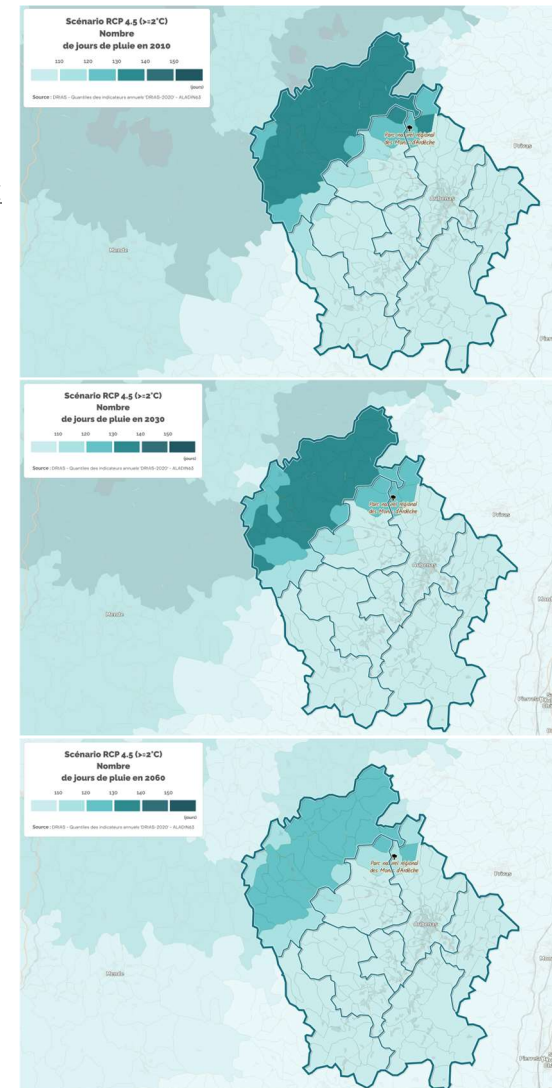 Scénario RCP 4.5 (>=2°C)
Nombre
de jours de pluie en 2010
110 120 130 140 150
(jours)
Source : DRIAS - Quantiles des indicateurs annuels 'DRIAS-2020' - ALADIN63
Privas
Parc naturel régional
des Monts d'Ardèche
Aubenas
Mende
Scénario RCP 4.5 (>=2°C)
Nombre
de jours de pluie en 2030
110 120 130 140 150
(jours)
Source : DRIAS - Quantiles des indicateurs annuels 'DRIAS-2020' - ALADIN63
Parc naturel régional
des Monts d'Ardèche
Privas
Aubenas
Mende
Scénario RCP 4.5 (>=2°C)
Nombre
de jours de pluie en 2060
110 120 130 140 150
(jours)
Source : DRIAS - Quantiles des indicateurs annuels 'DRIAS-2020' - ALADIN63
Parc naturel régional
des Monts d'Ardèche
Privas
Aubenas
Mende